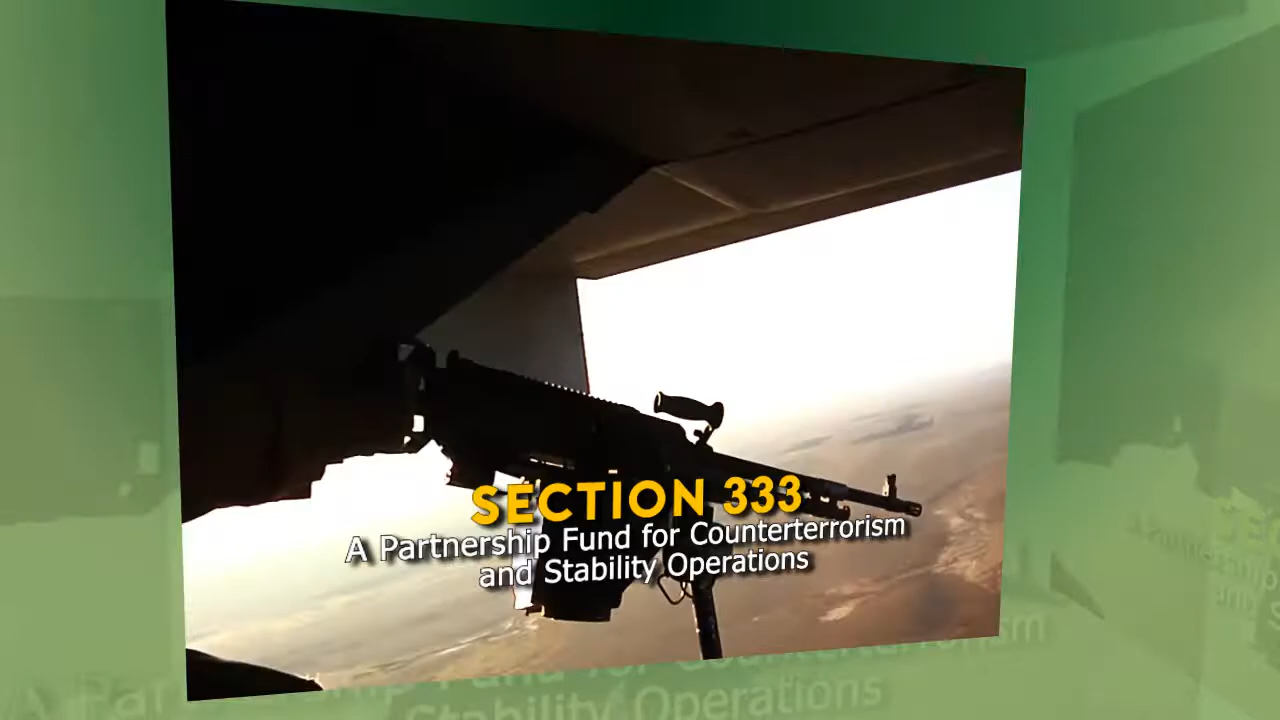 SECTION 333
A Partnership Fund for Counterterrorism
and Stability Operations